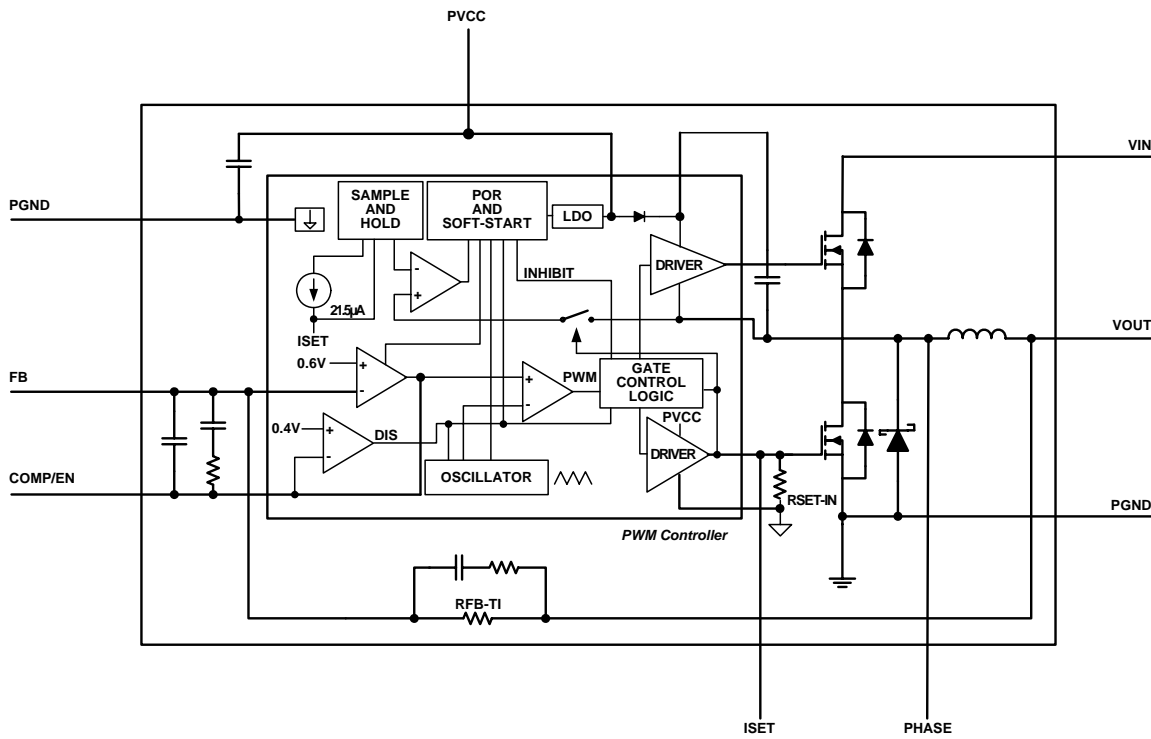 PVCC
VIN
PGND
SAMPLE
AND
HOLD
POR
AND
SOFT-START
LDO
DRIVER
INHIBIT
21.5µA
ISET
VOUT
0.6V
FB
PWM
GATE
CONTROL
LOGIC
PVCC
0.4V
DIS
DRIVER
COMP/EN
OSCILLATOR
RSET-IN
PGND
PWM Controller
RFB-TI
ISET
PHASE